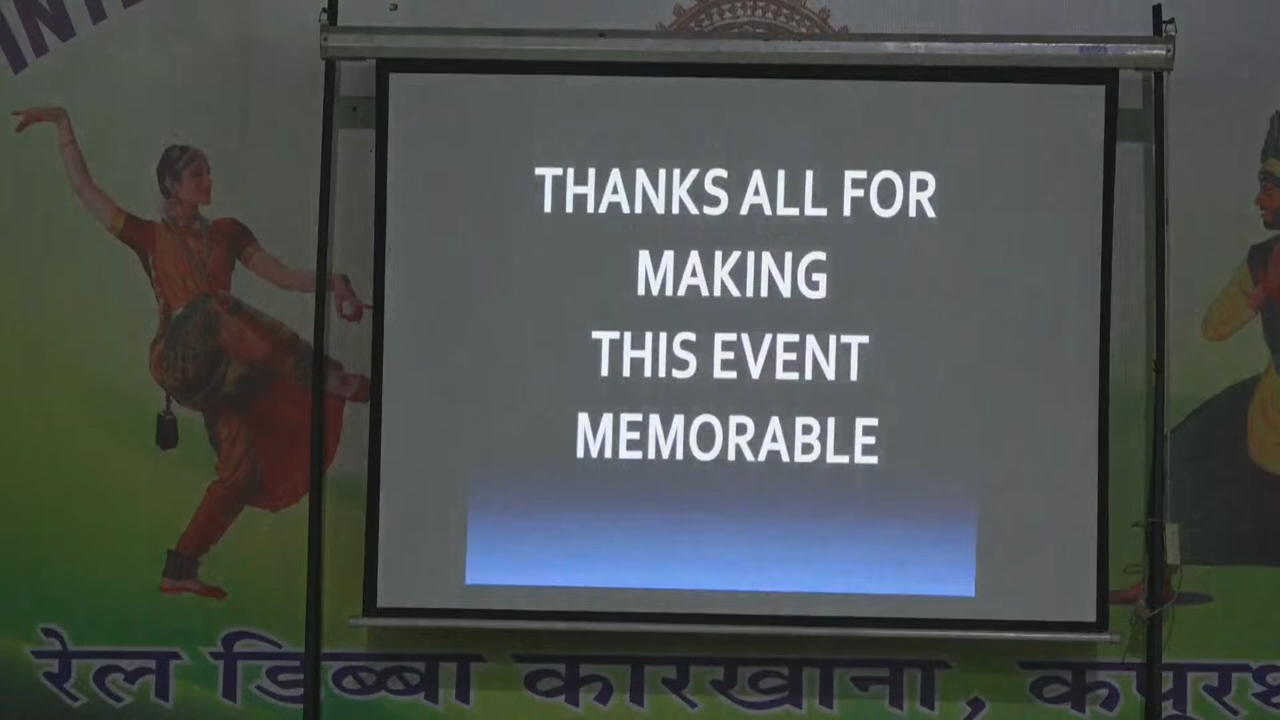 THANKS ALL FOR
MAKING
THIS EVENT
MEMORABLE
रेल डिब्बा कारखाना,